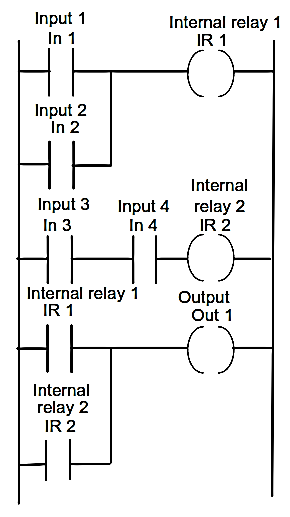 Input 1
In 1
Internal relay 1
IR 1
Input 2
In 2
Input 3
In 3
Input 4
In 4
Internal
relay 2
IR 2
Internal relay 1
IR 1
Output
Out 1
Internal
relay 2
IR 2